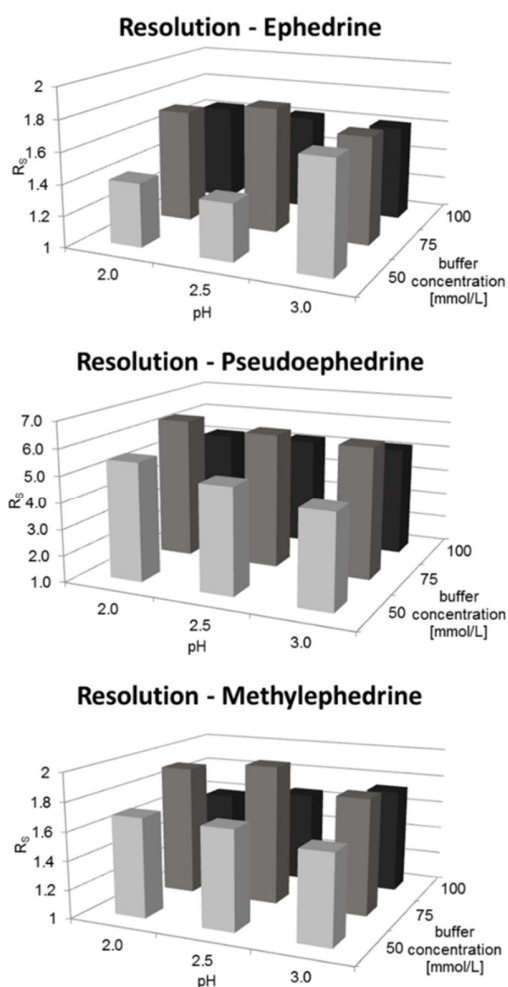 Resolution - Ephedrine
2
1.8
1.6
1.4
1.2
1
RS
2.0
2.5
3.0
pH
100
75
50
buffer
concentration
[mmol/L]
Resolution - Pseudoephedrine
7.0
6.0
5.0
4.0
3.0
2.0
1.0
RS
2.0
2.5
3.0
pH
100
75
50
buffer
concentration
[mmol/L]
Resolution - Methylephedrine
2
1.8
1.6
1.4
1.2
1
RS
2.0
2.5
3.0
pH
100
75
50
buffer
concentration
[mmol/L]